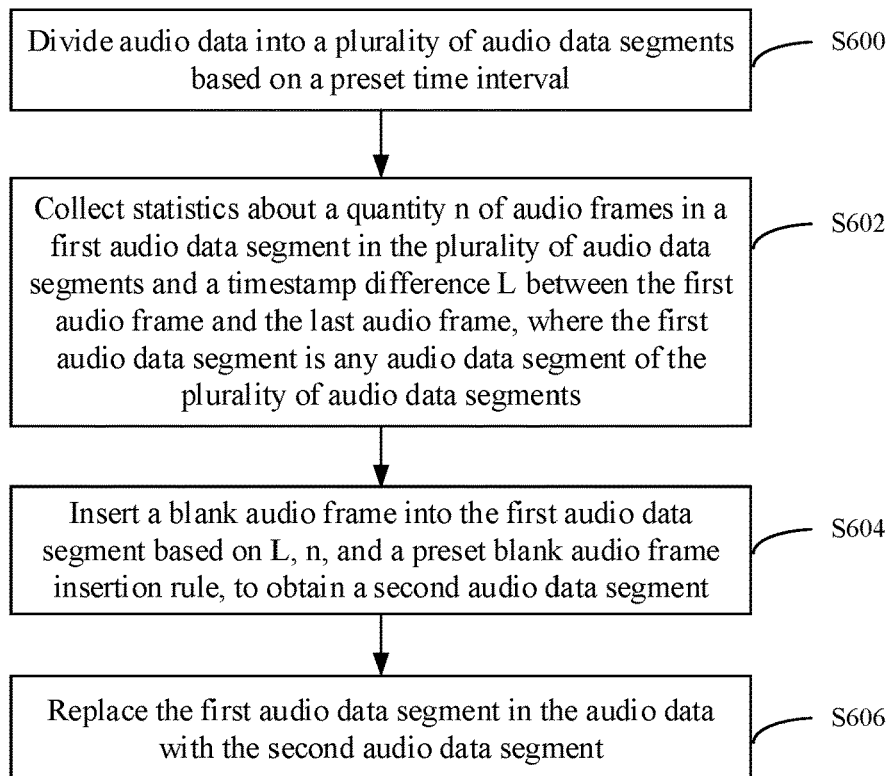 Divide audio data into a plurality of audio data segments
based on a preset time interval
S600
Collect statistics about a quantity n of audio frames in a
first audio data segment in the plurality of audio data
segments and a timestamp difference L between the first
audio frame and the last audio frame, where the first
audio data segment is any audio data segment of the
plurality of audio data segments
S602
Insert a blank audio frame into the first audio data
segment based on L, n, and a preset blank audio frame
insertion rule, to obtain a second audio data segment
S604
Replace the first audio data segment in the audio data
with the second audio data segment
S606